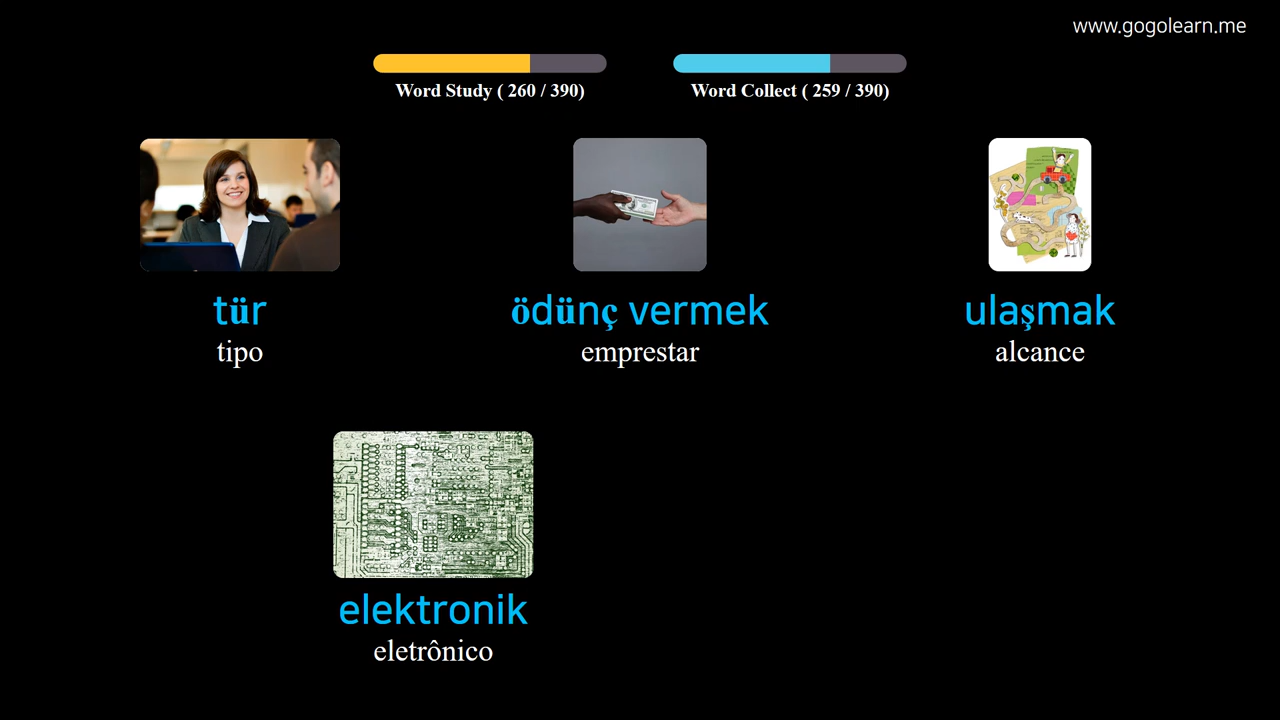 www.gogolearn.me
Word Study ( 260 / 390)
Word Collect ( 259 / 390)
tür
tipo
ödünç vermek
emprestar
ulaşmak
alcance
elektronik
eletrônico